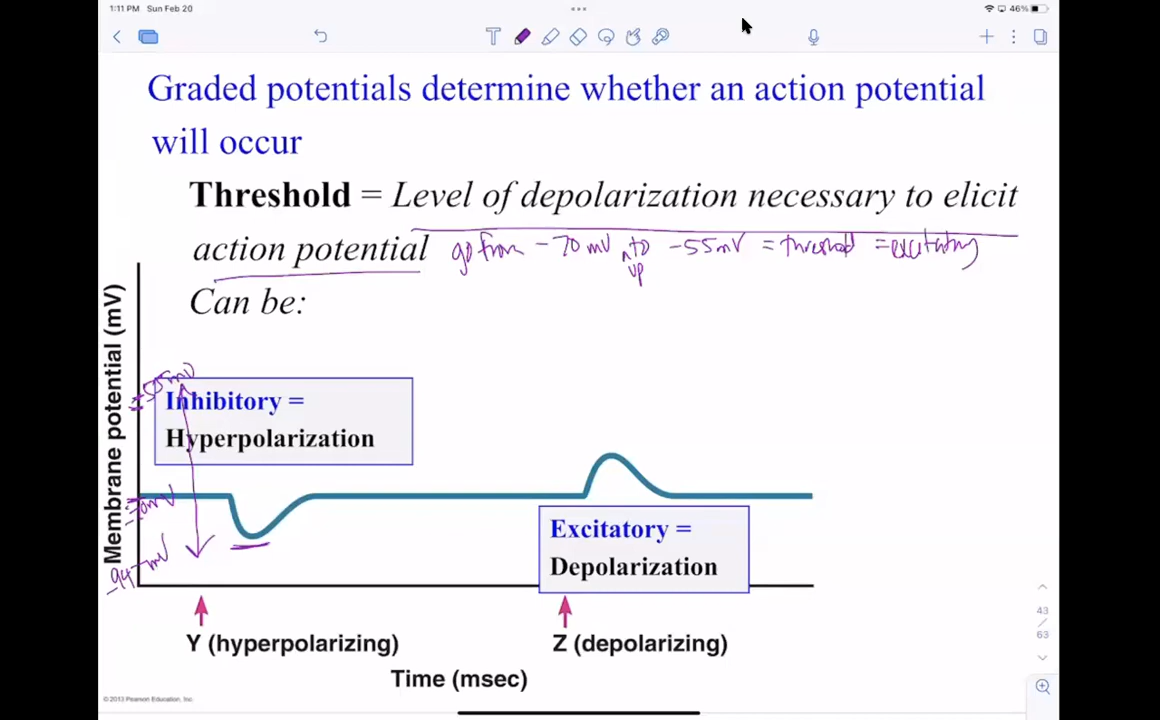 1:11 PM Sun Feb 20
46%
Graded potentials determine whether an action potential
will occur
Threshold = Level of depolarization necessary to elicit
action potential go from -70 mV to -55mV = threshold = excitatory
up
Can be:
-55mV
Inhibitory =
Hyperpolarization
-70mV
Excitatory =
Depolarization
mV
Membrane potential (mV)
Y (hyperpolarizing)
Z (depolarizing)
Time (msec)
43
/
63
©2013 Pearson Education, Inc.